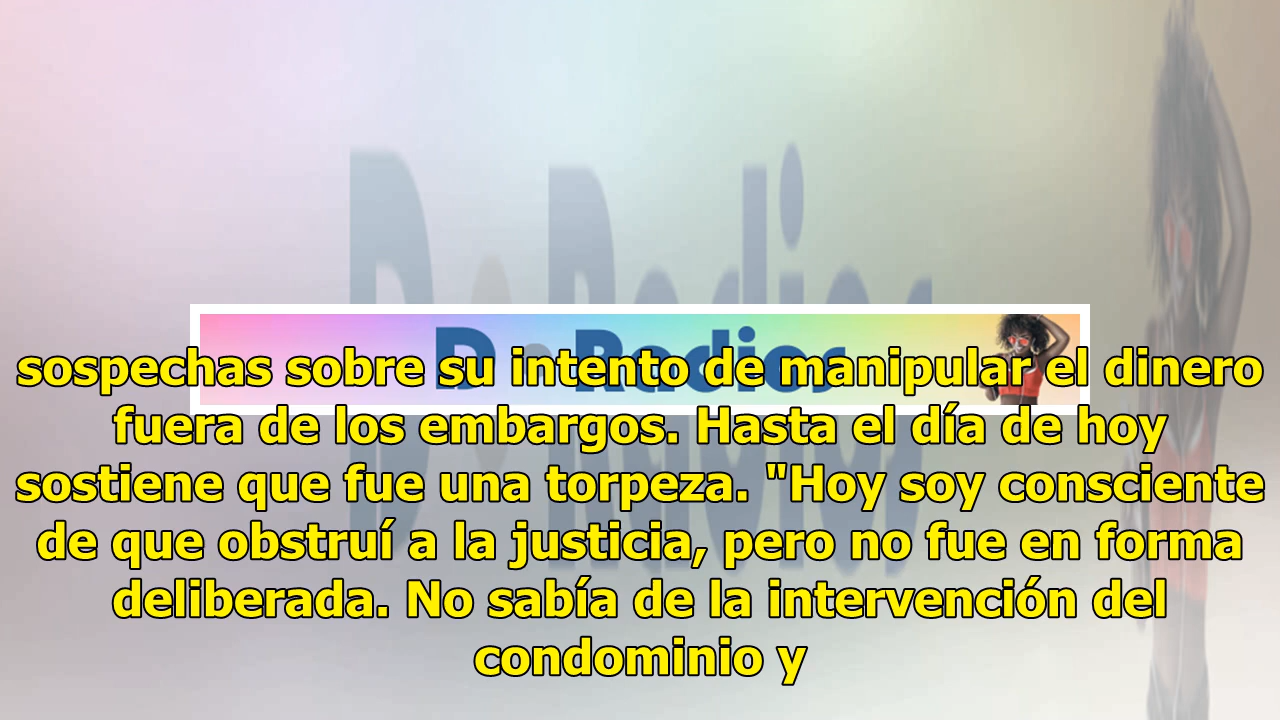 De Radios
sospechas sobre su intento de manipular el dinero
fuera de los embargos. Hasta el día de hoy
sostiene que fue una torpeza. "Hoy soy consciente
de que obstruí a la justicia, pero no fue en forma
deliberada. No sabía de la intervención del
condominio y